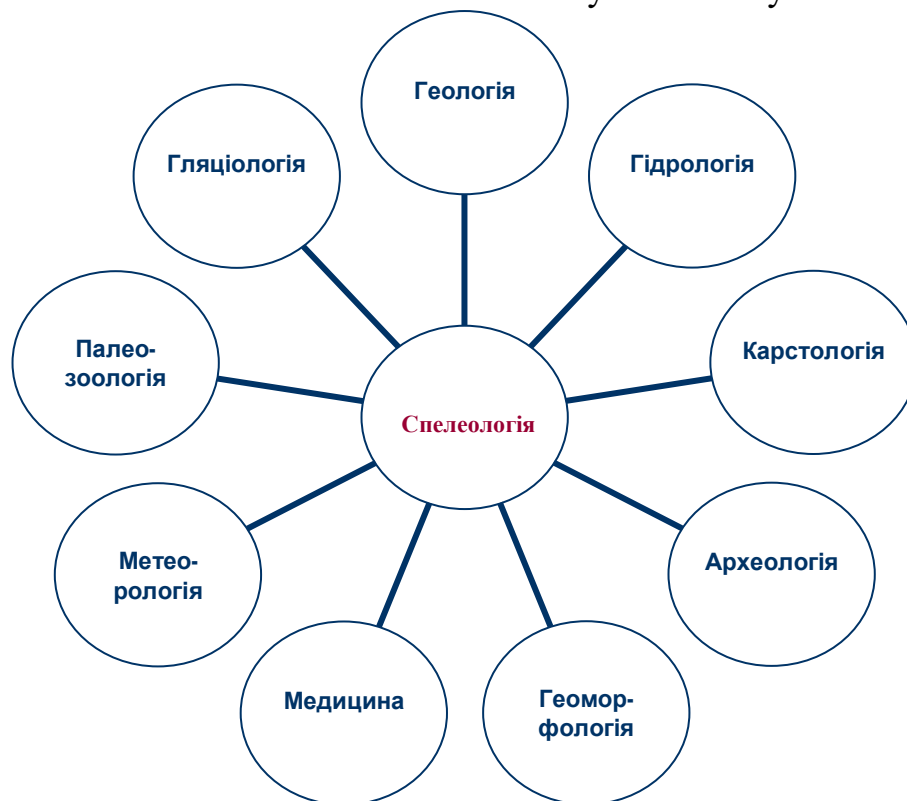 Геологія
Гляціологія
Гідрологія
Палео-
зоологія
Карстологія
Спелеологія
Метео-
рологія
Археологія
Медицина
Геомор-
фологія